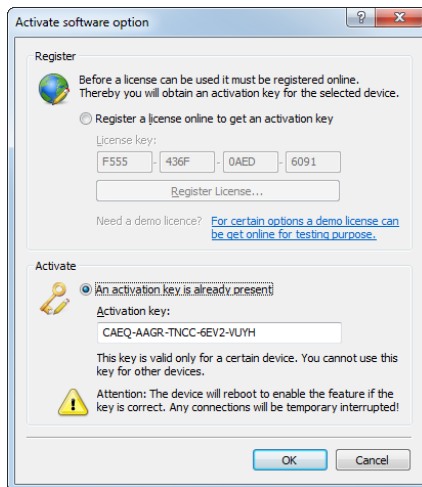 Activate software option
Register
Before a license can be used it must be registered online.
Thereby you will obtain an activation key for the selected device.
Register a license online to get an activation key
License key:
F555 - 436F - 0AED - 6091
Register License...
Need a demo licence? For certain options a demo license can
be get online for testing purpose.
Activate
An activation key is already present
Activation key:
CAEQ-AAGR-TNCC-6EV2-VUYH
This key is valid only for a certain device. You cannot use this
key for other devices.
Attention: The device will reboot to enable the feature if the
key is correct. Any connections will be temporary interrupted!
OK Cancel